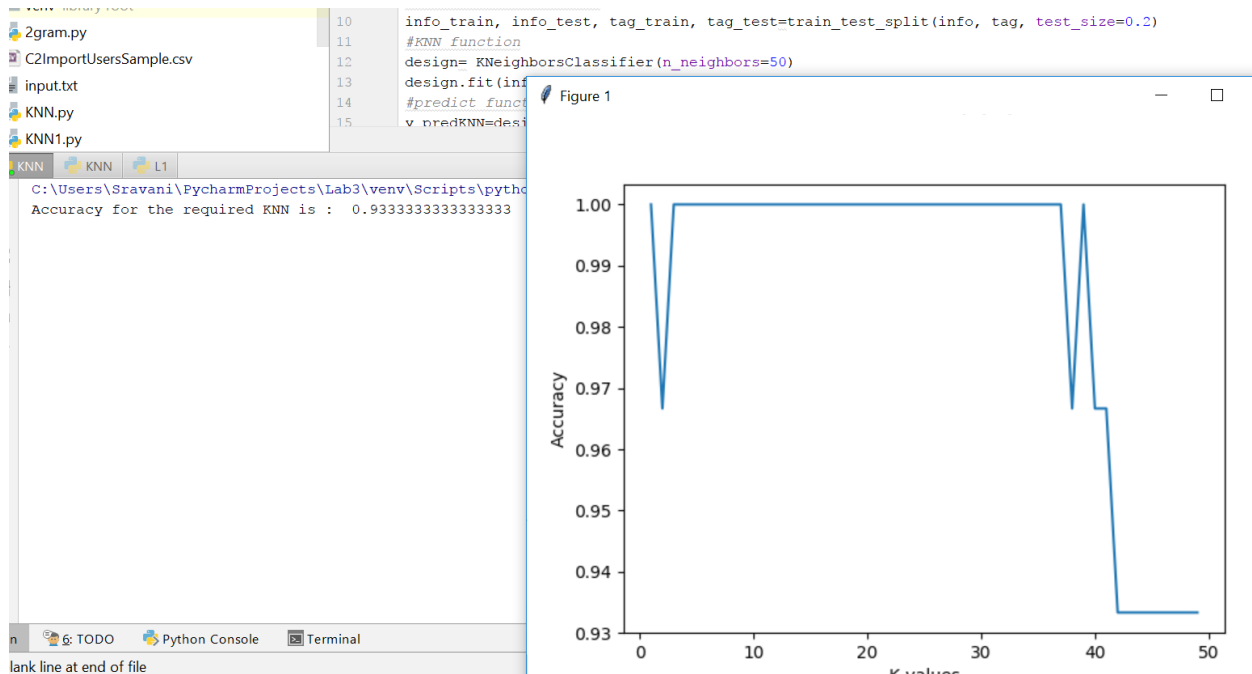 venv library root
2gram.py
C2ImportUsersSample.csv
input.txt
KNN.py
KNN1.py
10 info_train, info_test, tag_train, tag_test=train_test_split(info, tag, test_size=0.2)
11 #KNN function
12 design= KNeighborsClassifier(n_neighbors=50)
13 design.fit(inf
14 #predict funct
15 y_predKNN=desi
KNN KNN L1
C:\Users\Sravani\PycharmProjects\Lab3\venv\Scripts\pytho
Accuracy for the required KNN is : 0.9333333333333333
Figure 1
1.00
0.99
0.98
0.97
0.96
0.95
0.94
0.93
Accuracy
0 10 20 30 40 50
K values
6: TODO Python Console Terminal
lank line at end of file